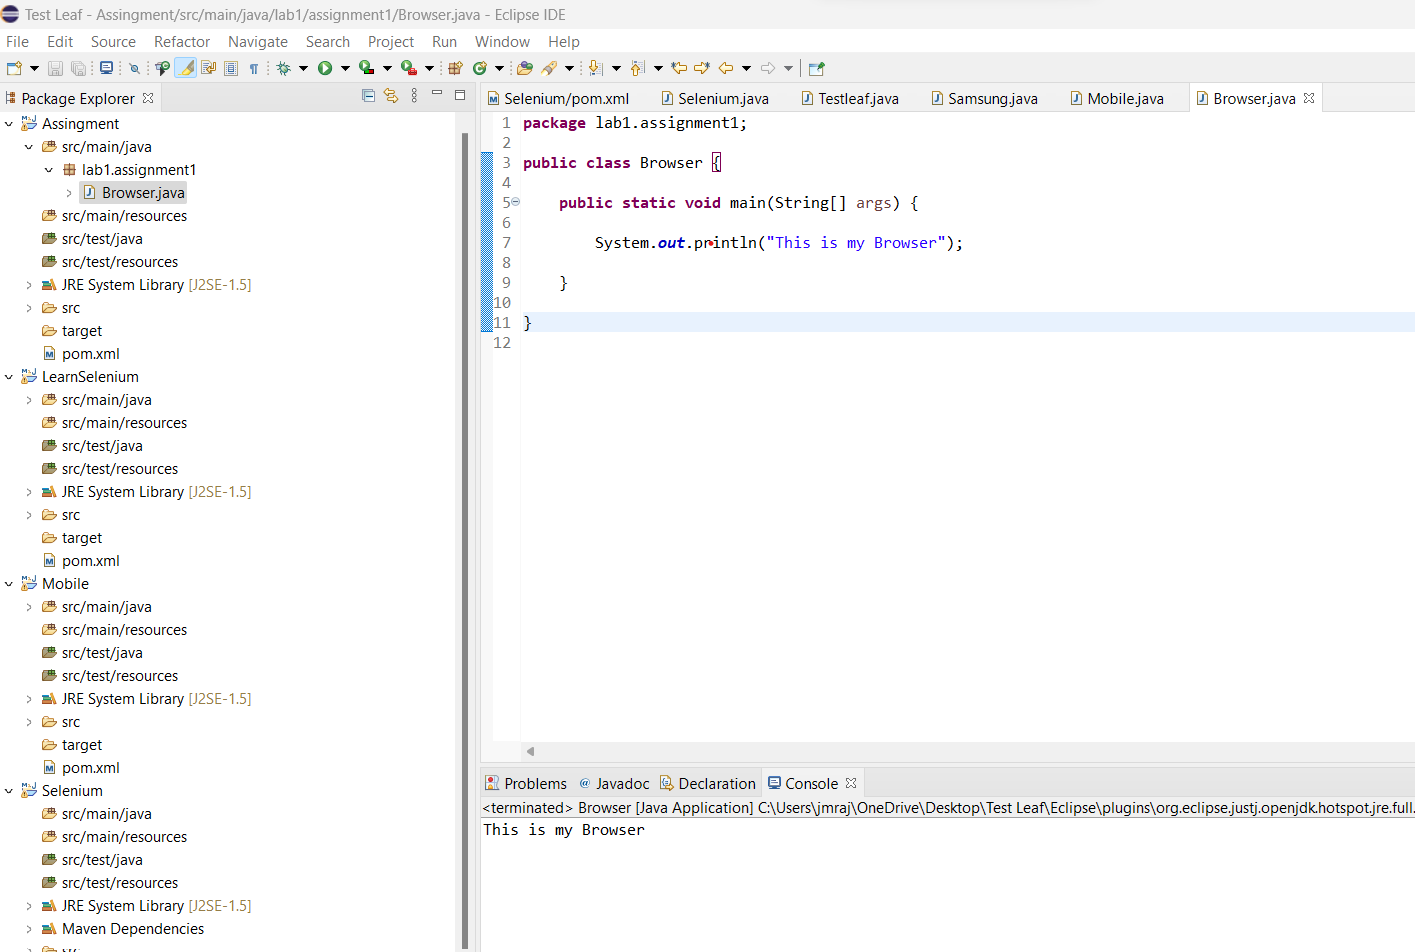 Test Leaf - Assingment/src/main/java/lab1/assignment1/Browser.java - Eclipse IDE
File Edit Source Refactor Navigate Search Project Run Window Help
Package Explorer
Assingment
src/main/java
lab1.assignment1
Browser.java
src/main/resources
src/test/java
src/test/resources
JRE System Library [J2SE-1.5]
src
target
pom.xml
LearnSelenium
src/main/java
src/main/resources
src/test/java
src/test/resources
JRE System Library [J2SE-1.5]
src
target
pom.xml
Mobile
src/main/java
src/main/resources
src/test/java
src/test/resources
JRE System Library [J2SE-1.5]
src
target
pom.xml
Selenium
src/main/java
src/main/resources
src/test/java
src/test/resources
JRE System Library [J2SE-1.5]
Maven Dependencies
src
Selenium/pom.xml Selenium.java Testleaf.java Samsung.java Mobile.java Browser.java
1 package lab1.assignment1;
2
3 public class Browser {
4
5 public static void main(String[] args) {
6
7 System.out.println("This is my Browser");
8
9 }
10
11 }
12
Problems @ Javadoc Declaration Console
<terminated> Browser [Java Application] C:\Users\jmraj\OneDrive\Desktop\Test Leaf\Eclipse\plugins\org.eclipse.justj.openjdk.hotspot.jre.full.
This is my Browser